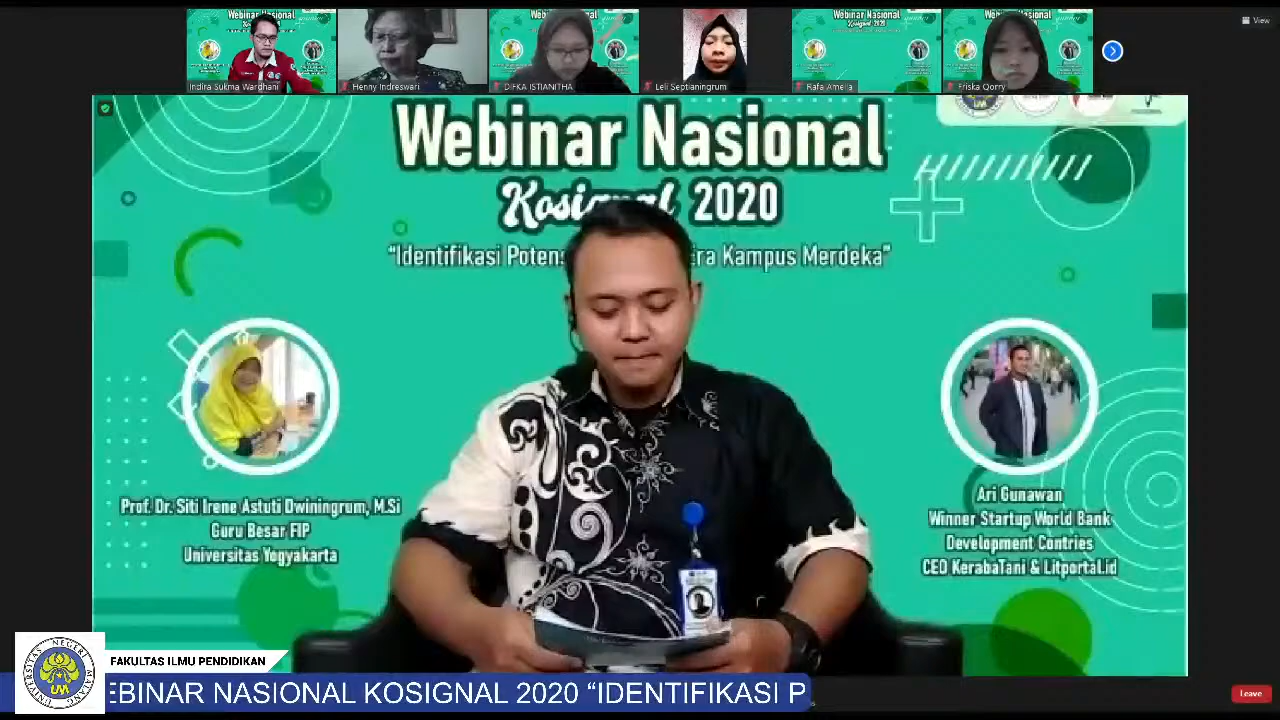 View
Indira Sukma Wardhani
Henny Indreswari
DIFKA ISTIANITHA
Leli Septianingrum
Rafa Amelia
Friska Qorry
Webinar Nasional
Kosignal 2020
“Identifikasi Poten era Kampus Merdeka”
Prof. Dr. Siti Irene Astuti Dwiningrum, M.Si
Guru Besar FIP
Universitas Yogyakarta
Ari Gunawan
Winner Startup World Bank
Development Contries
CEO KerabaTani & Litportal.id
FAKULTAS ILMU PENDIDIKAN
EBINAR NASIONAL KOSIGNAL 2020 “IDENTIFIKASI P
Leave